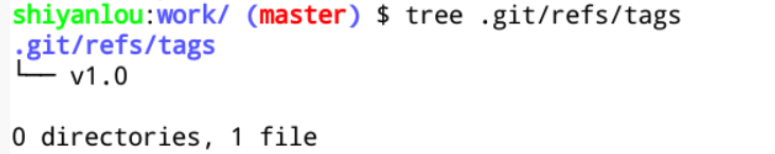 shiyanlou:work/ (master) $ tree .git/refs/tags
.git/refs/tags
└── v1.0
0 directories, 1 file